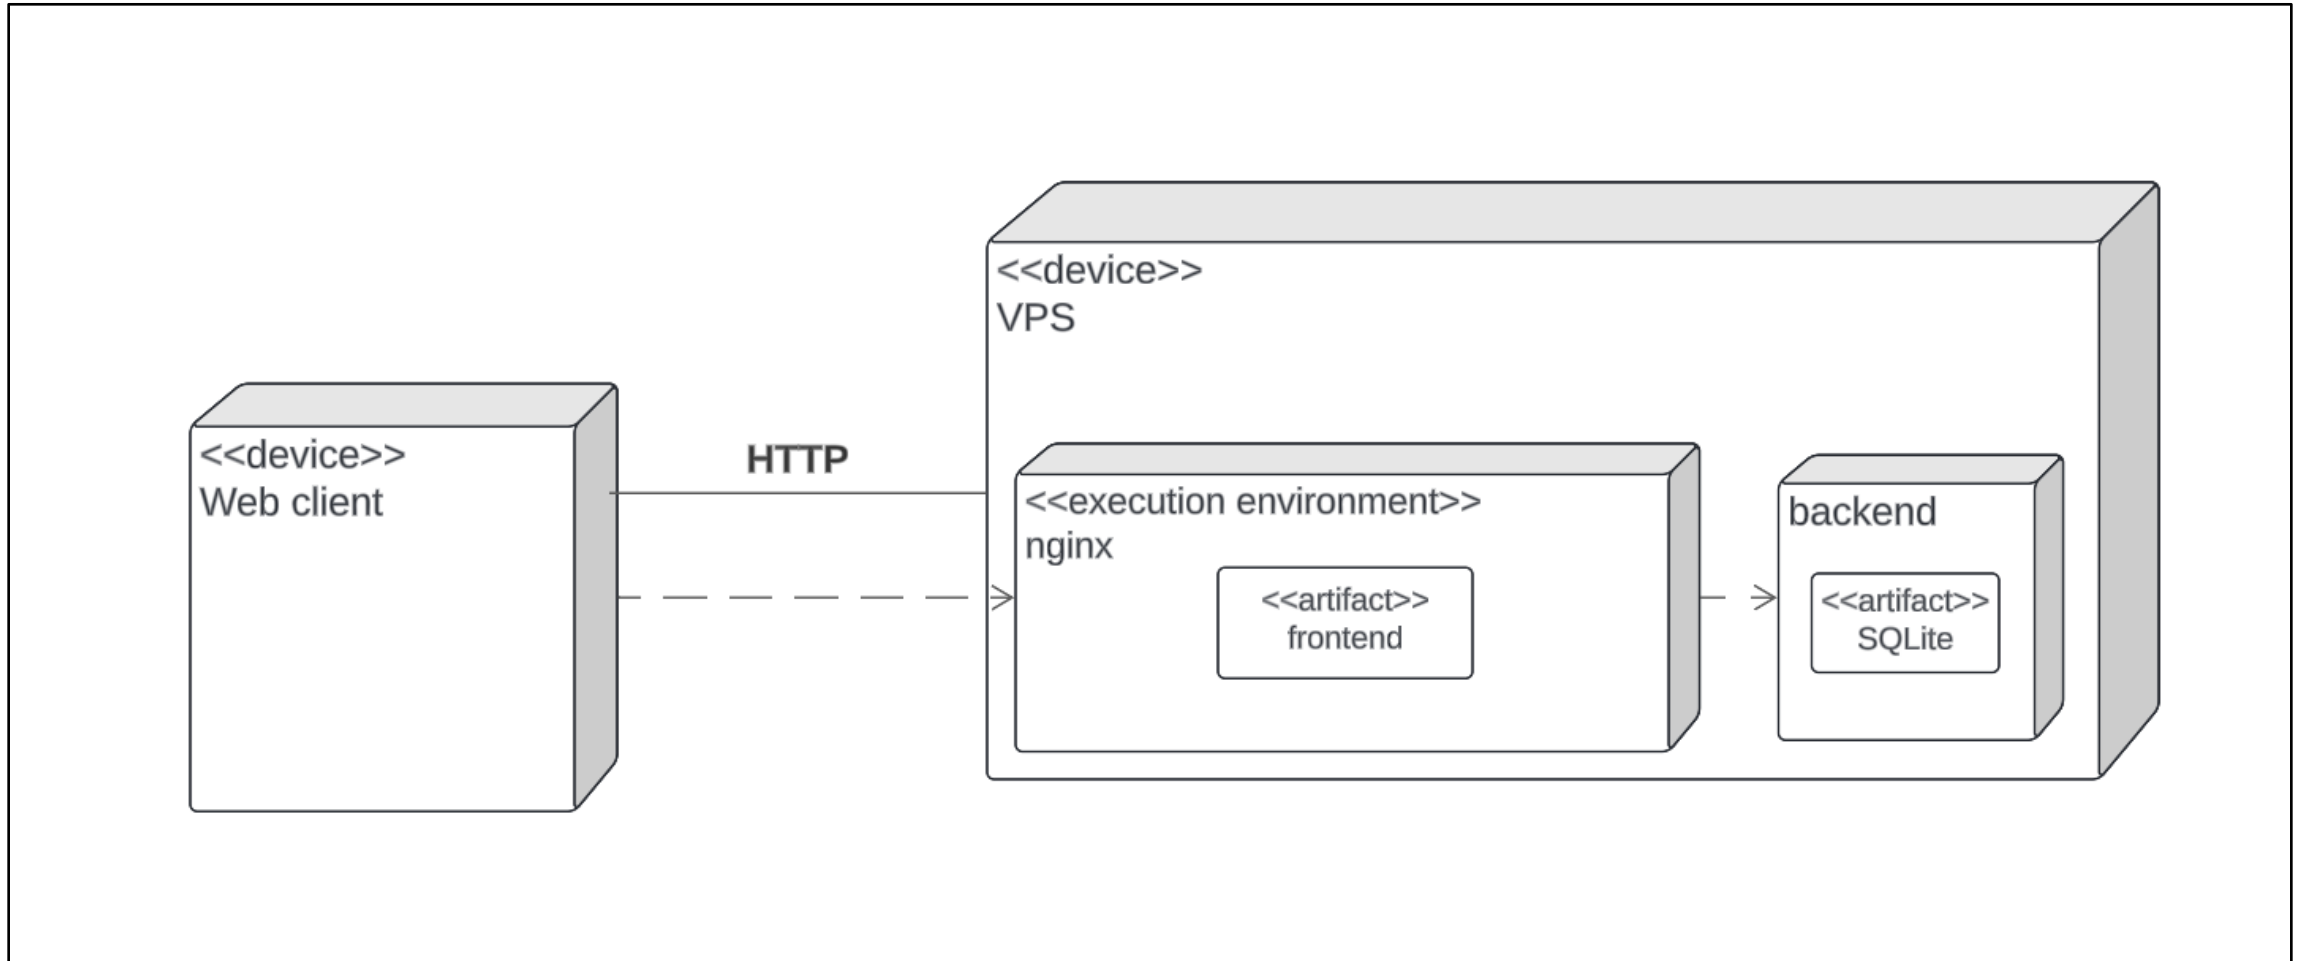 <<device>>
VPS
<<device>>
Web client
HTTP
<<execution environment>>
nginx
<<artifact>>
frontend
backend
<<artifact>>
SQLite